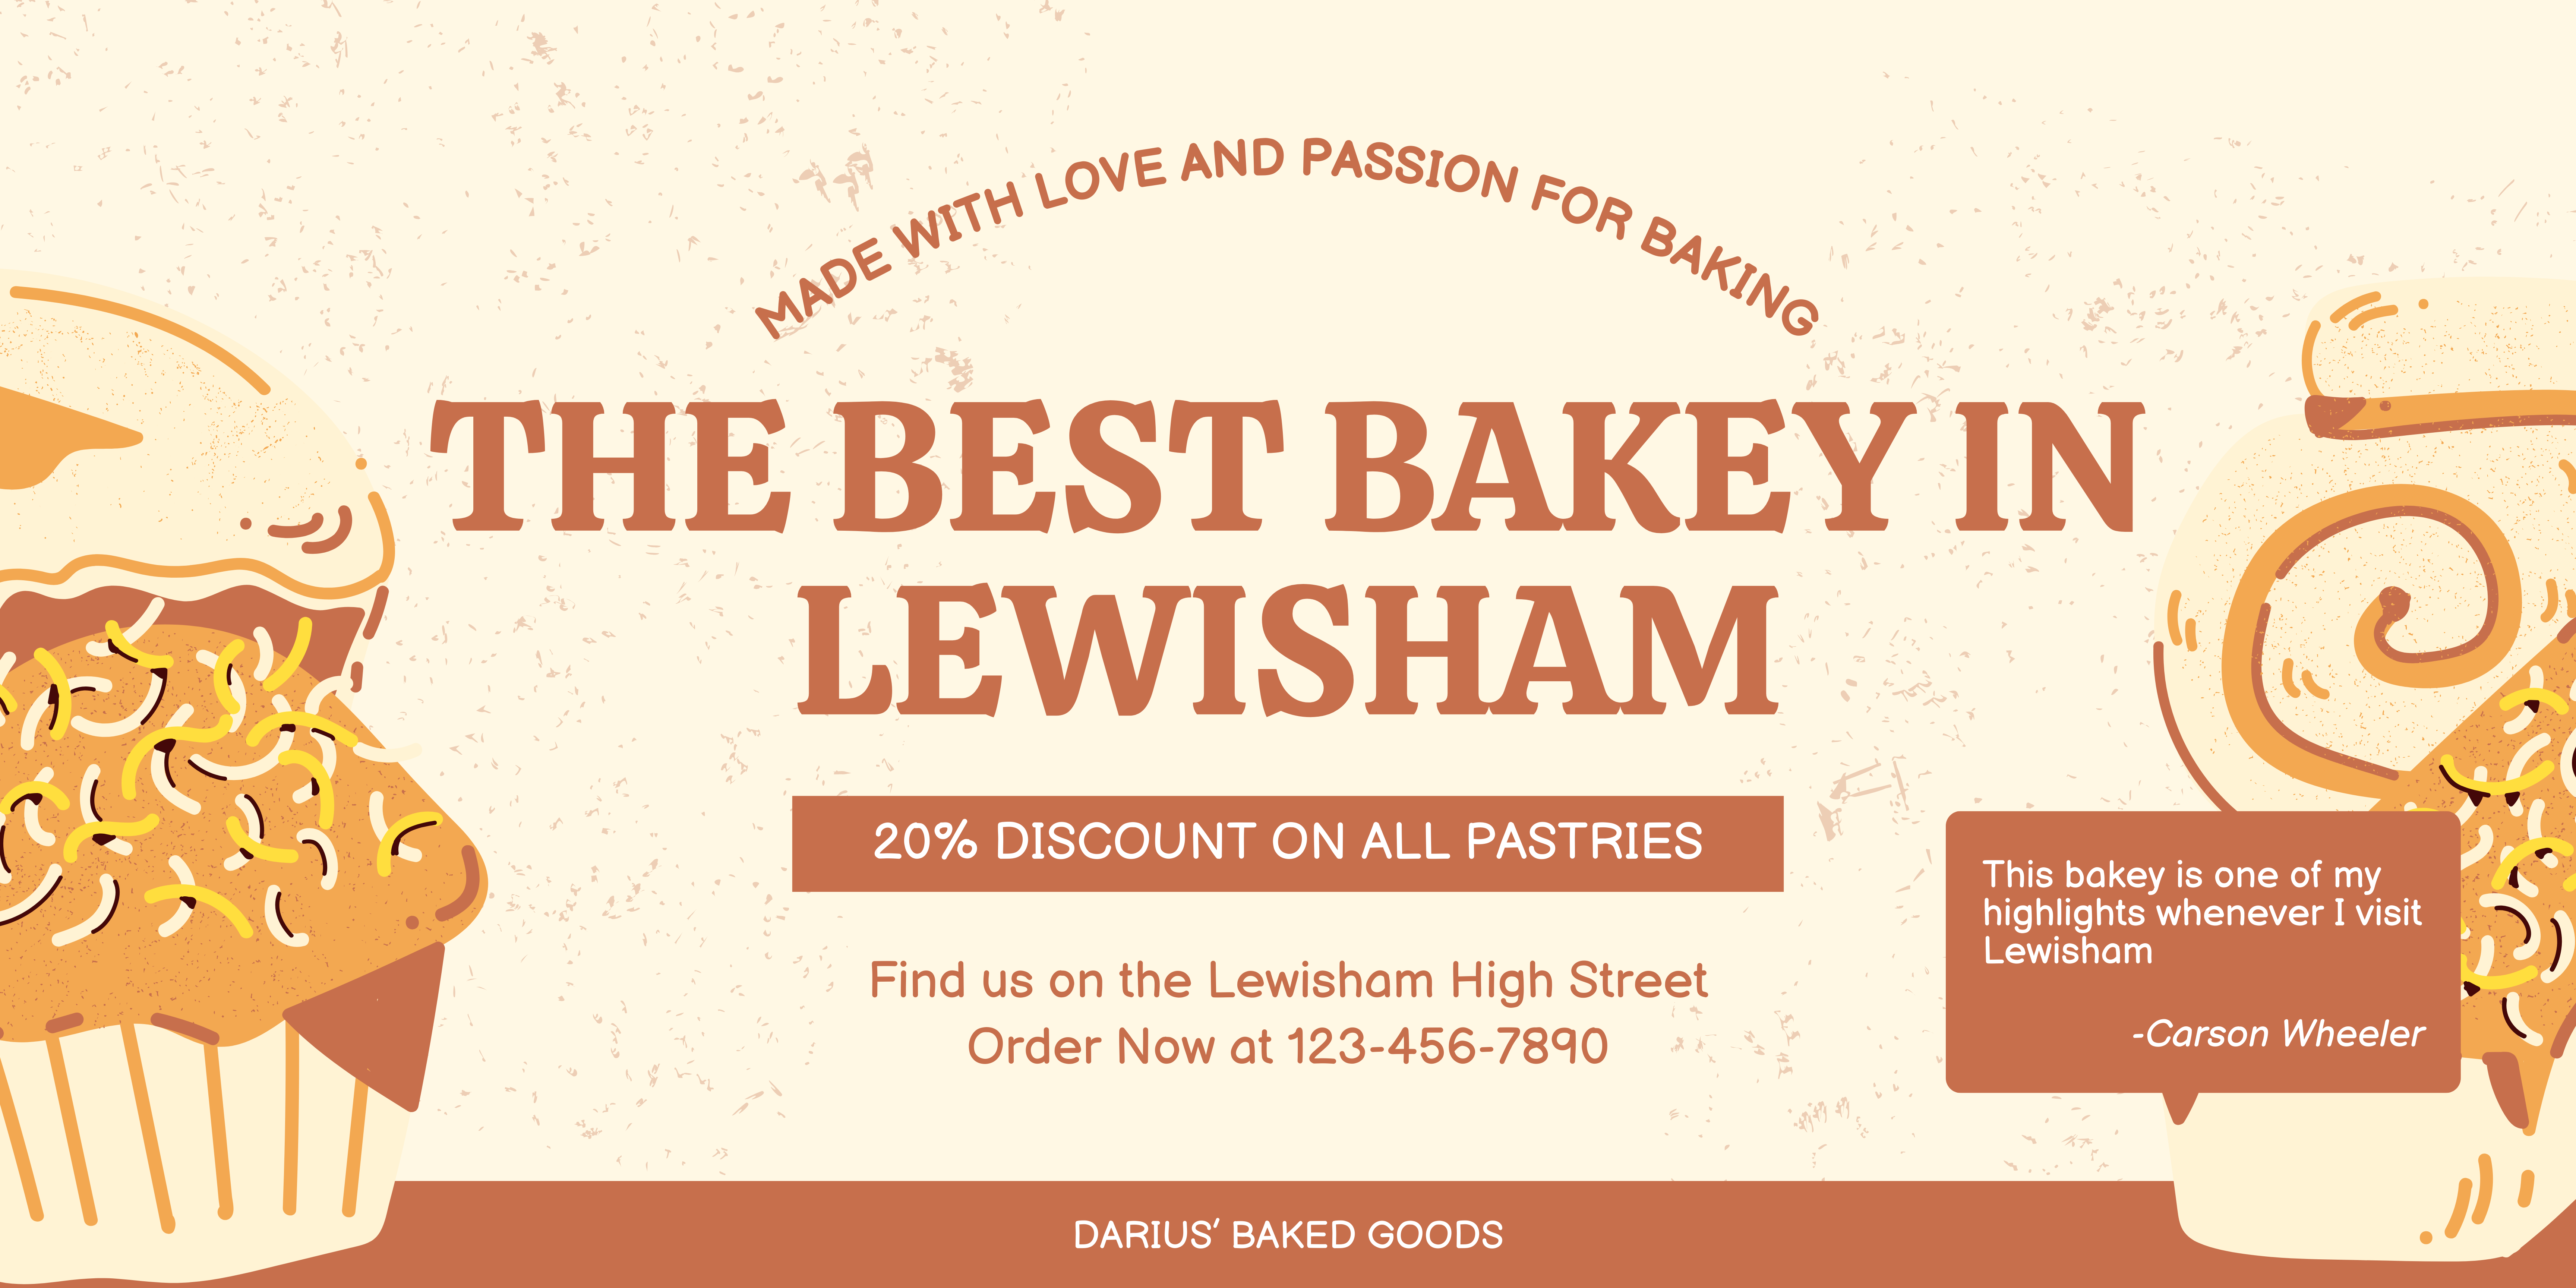 MADE WITH LOVE AND PASSION FOR BAKING
THE BEST BAKEY IN
LEWISHAM
20% DISCOUNT ON ALL PASTRIES
Find us on the Lewisham High Street
Order Now at 123-456-7890
This bakey is one of my
highlights whenever I visit
Lewisham
-Carson Wheeler
DARIUS' BAKED GOODS